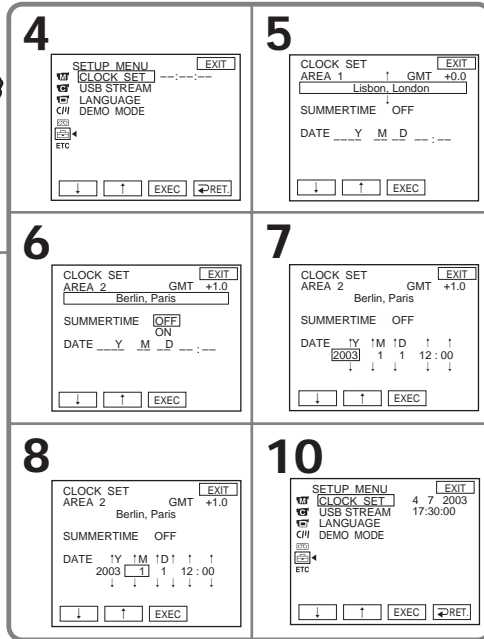 4
SETUP MENU EXIT
CLOCK SET – –:– –:– –
USB STREAM
LANGUAGE
DEMO MODE
ETC
↓ ↑ EXEC RET.
5
CLOCK SET EXIT
AREA 1 ↑ GMT +0.0
Lisbon, London
↓
SUMMERTIME OFF
DATE _ _ _ _ Y _ _ M _ _ D _ _ : _ _
↓ ↑ EXEC
6
CLOCK SET EXIT
AREA 2 GMT +1.0
Berlin, Paris
SUMMERTIME OFF
ON
DATE _ _ _ _ Y _ _ M _ _ D _ _ : _ _
↓ ↑ EXEC
7
CLOCK SET EXIT
AREA 2 GMT +1.0
Berlin, Paris
SUMMERTIME OFF
DATE ↑Y ↑M ↑D ↑ ↑
2003 1 1 12 : 00
↓ ↓ ↓ ↓ ↓
↓ ↑ EXEC
8
CLOCK SET EXIT
AREA 2 GMT +1.0
Berlin, Paris
SUMMERTIME OFF
DATE ↑Y ↑M ↑D ↑ ↑
2003 1 1 12 : 00
↓ ↓ ↓ ↓ ↓
↓ ↑ EXEC
10
SETUP MENU EXIT
CLOCK SET 4 7 2003
USB STREAM 17:30:00
LANGUAGE
DEMO MODE
ETC
↓ ↑ EXEC RET.